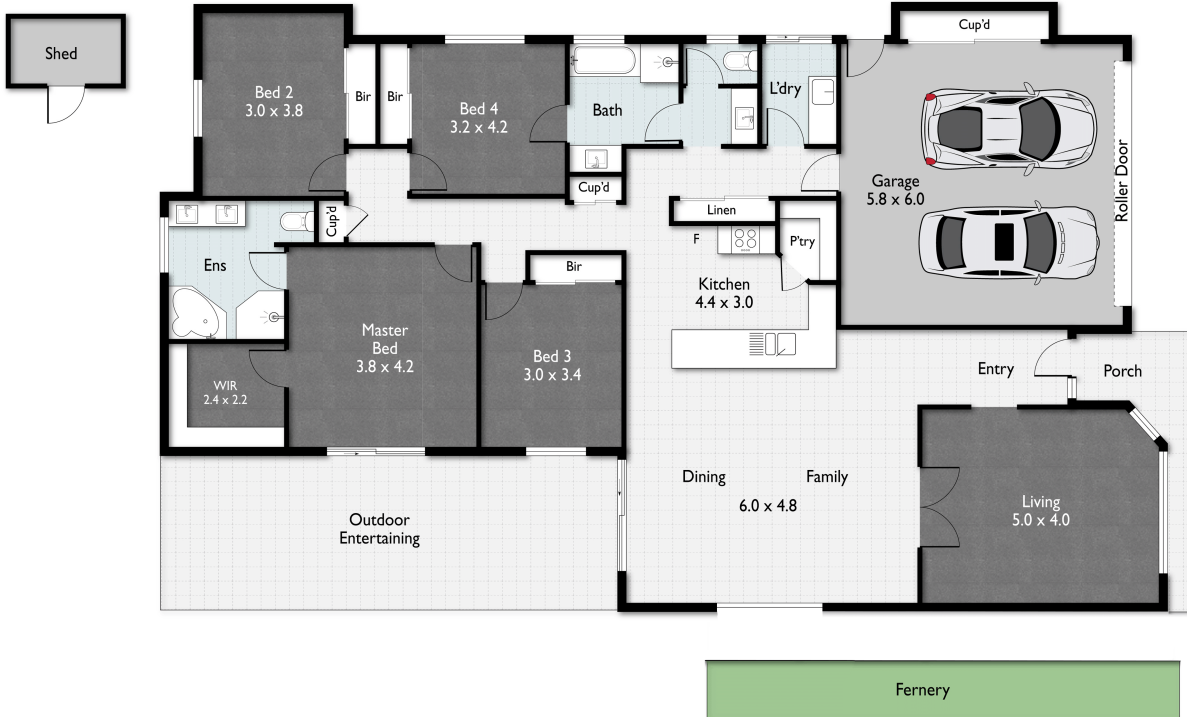 Shed
Cup'd
Bed 2
3.0 x 3.8
Bir
Bir
Bed 4
3.2 x 4.2
Bath
L'dry
Garage
5.8 x 6.0
Roller Door
Cup'd
Cup'd
Linen
F
P'try
Ens
Bir
Kitchen
4.4 x 3.0
Master
Bed
3.8 x 4.2
Bed 3
3.0 x 3.4
WIR
2.4 x 2.2
Entry
Porch
Dining
Family
6.0 x 4.8
Living
5.0 x 4.0
Outdoor
Entertaining
Fernery